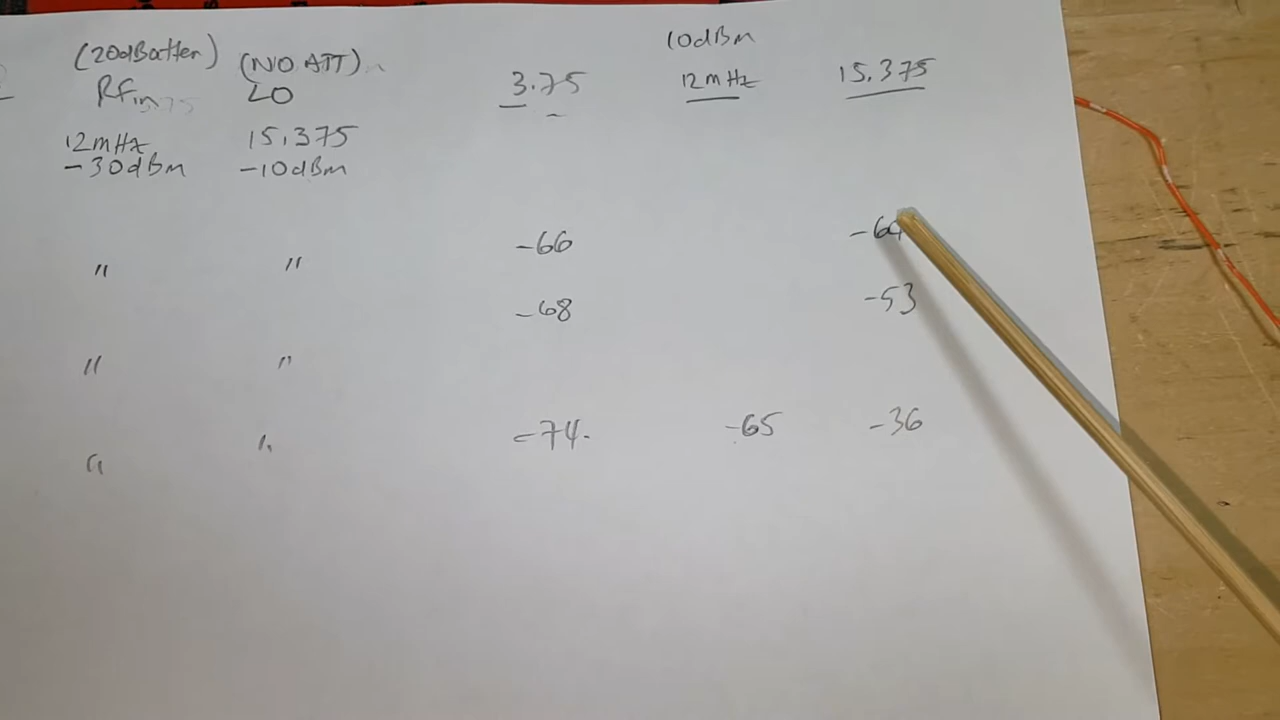 (20dBatten) (NO ATT) 10dBm
RFin LO 3.75 12mHz 15.375
12mHz 15.375
-30dBm -10dBm
-66
" "
-68 -53
" "
-74. -65 -36
" "